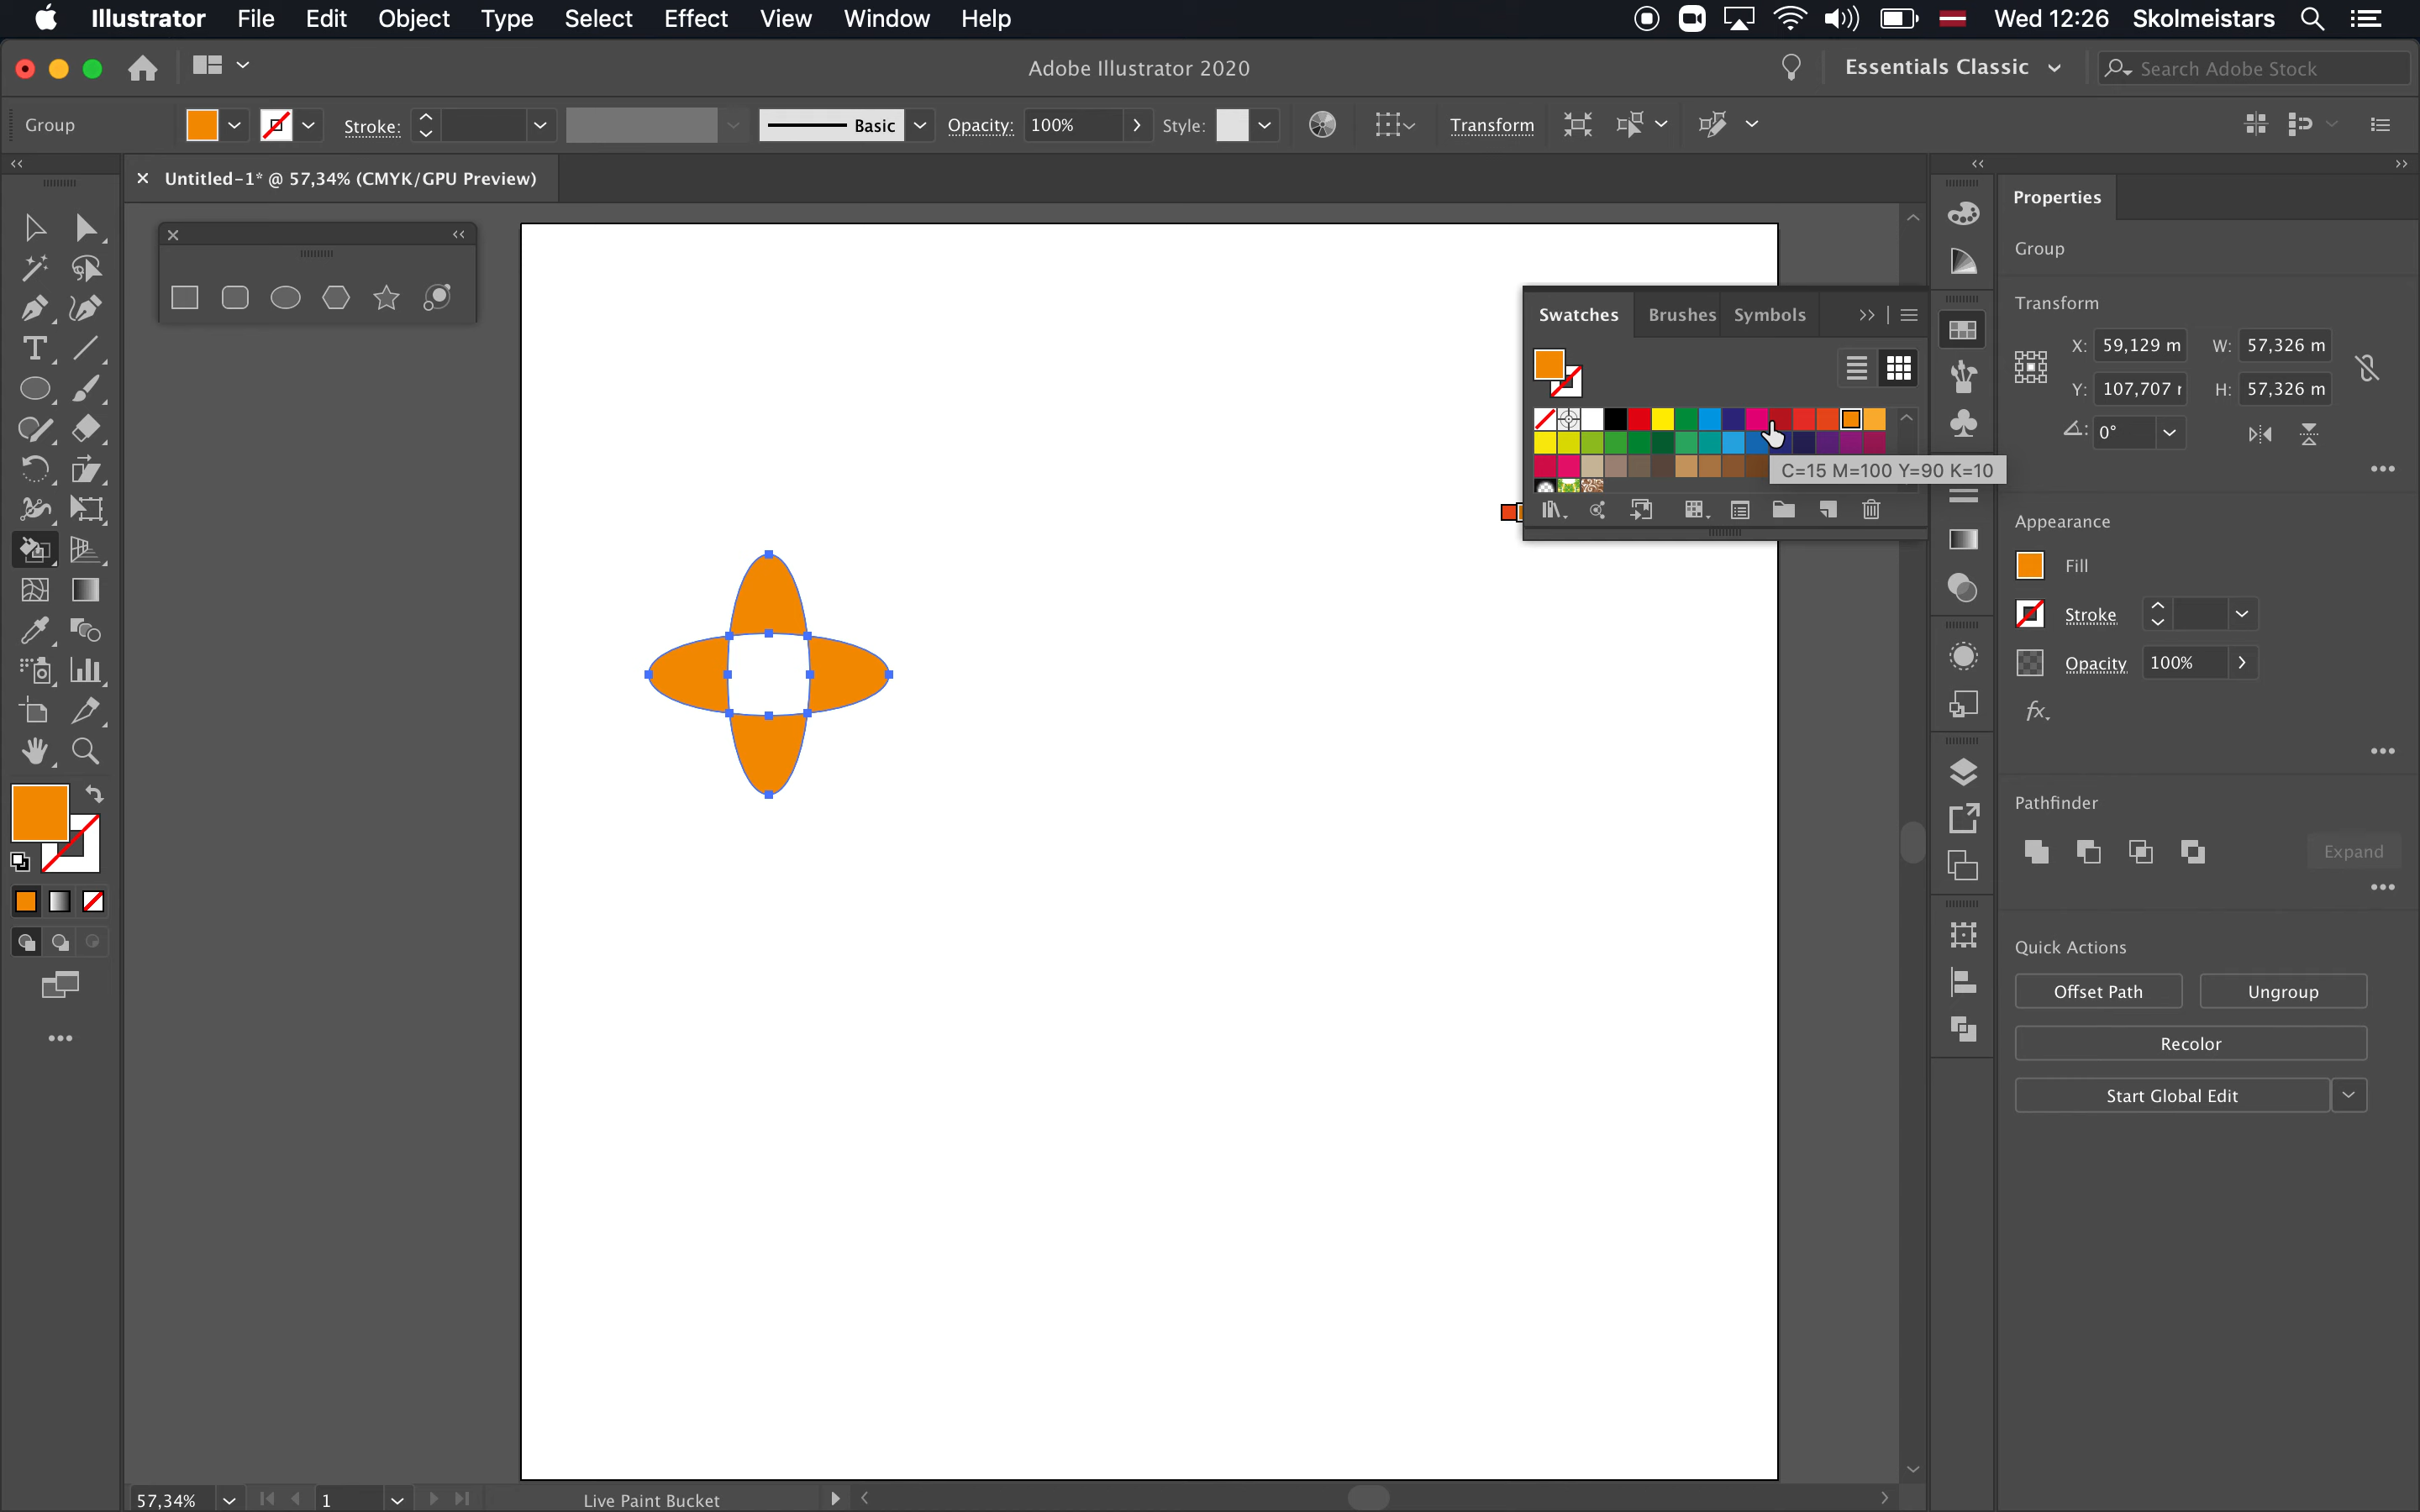 Illustrator File Edit Object Type Select Effect View Window Help Wed 12:26 Skolmeistars
Adobe Illustrator 2020 Essentials Classic Search Adobe Stock
Group Stroke: Basic Opacity: 100% Style: Transform
Untitled-1* @ 57,34% (CMYK/GPU Preview)
Properties
Group
Transform
X: 59,129 m W: 57,326 m
Y: 107,707 H: 57,326 m
0°
Swatches Brushes Symbols
C=15 M=100 Y=90 K=10
Appearance
Fill
Stroke
Opacity 100%
fx
Pathfinder
Expand
Quick Actions
Offset Path Ungroup
Recolor
Start Global Edit
57,34% 1 Live Paint Bucket